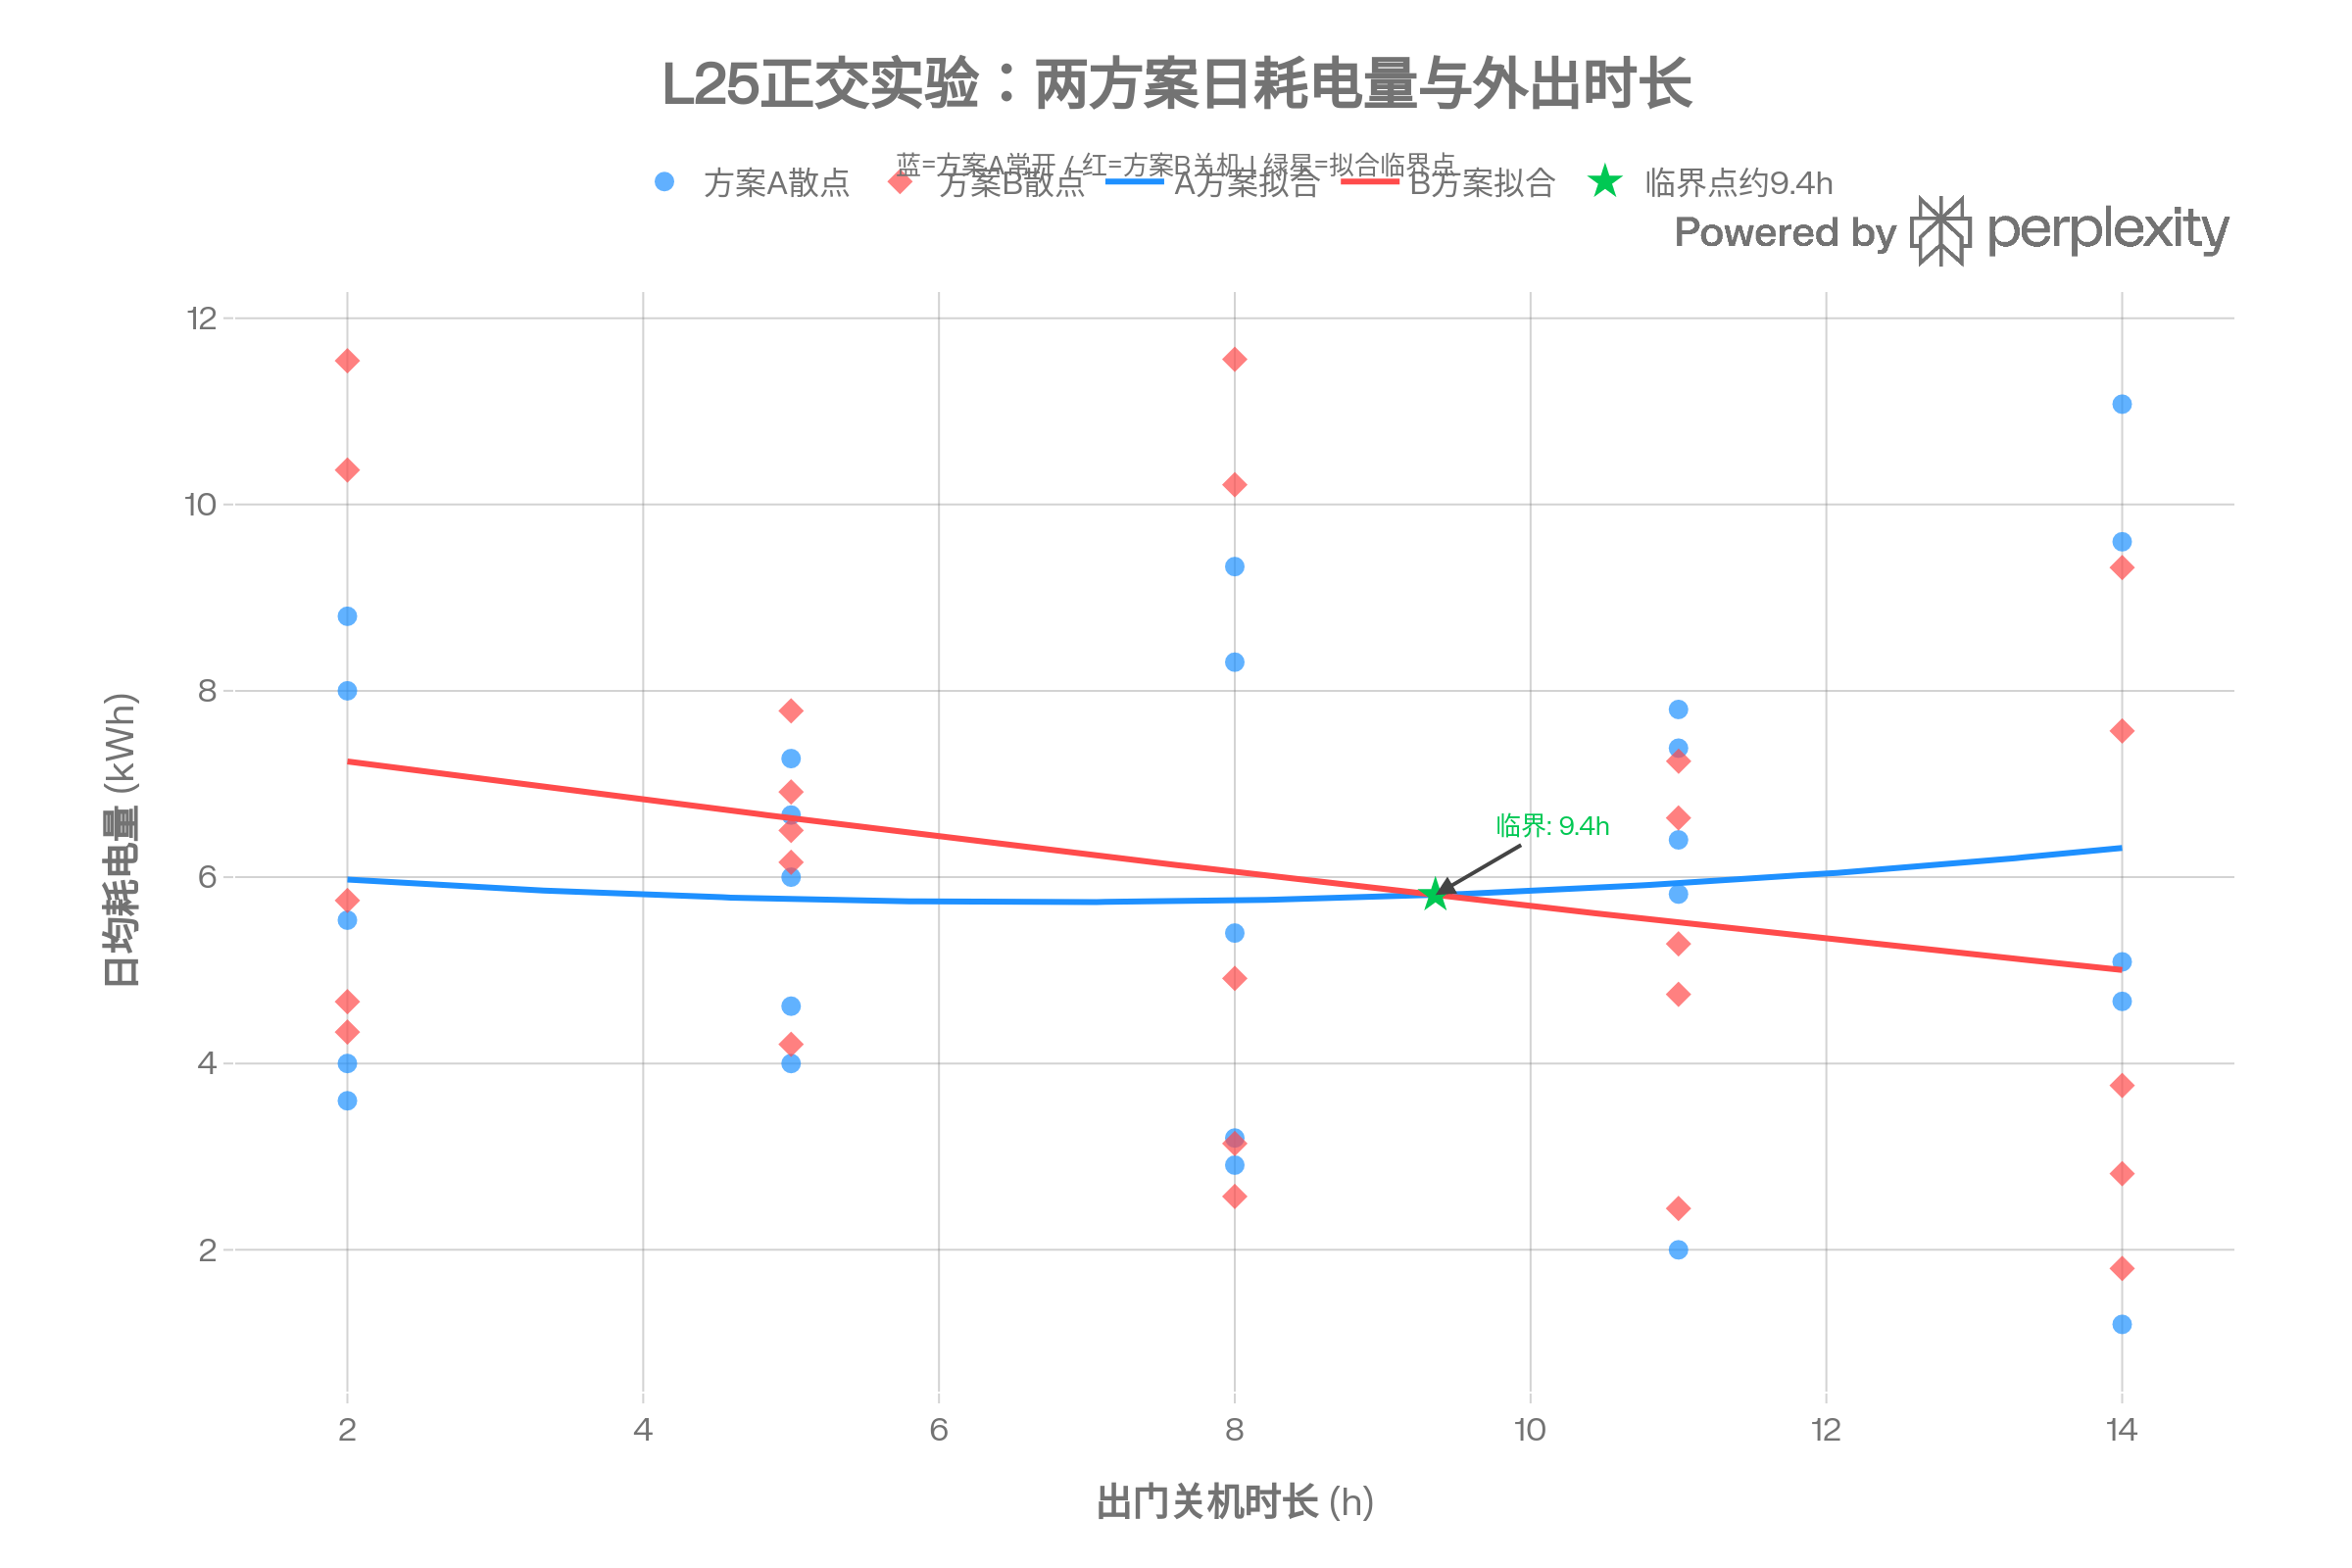 L25正交实验：两方案日耗电量与外出时长
蓝=方案A常开 / 红=方案B关机 | 绿星=拟合临界点
方案A散点 方案B散点 A方案拟合 B方案拟合 临界点约9.4h
Powered by perplexity
12
10
8
6
4
2
日均耗电量 (kWh)
临界: 9.4h
2 4 6 8 10 12 14
出门关机时长 (h)